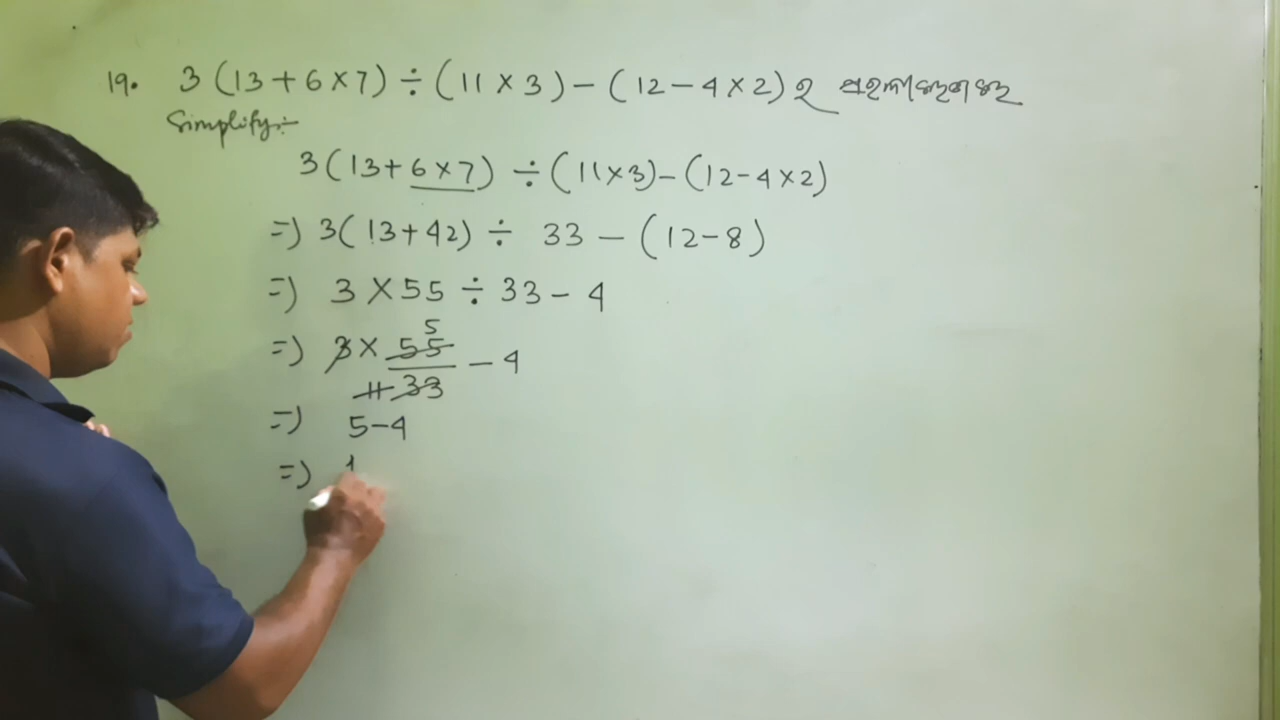 19. 3 (13 + 6 × 7) ÷ (11 × 3) − (12 − 4 × 2)
Simplify:-
3 (13 + 6 × 7) ÷ (11 × 3) − (12 − 4 × 2)
=) 3 (13 + 42) ÷ 33 − (12 − 8)
=) 3 × 55 ÷ 33 − 4
5
=) 3 × 55 − 4
11 33
=) 5 − 4
=) 1